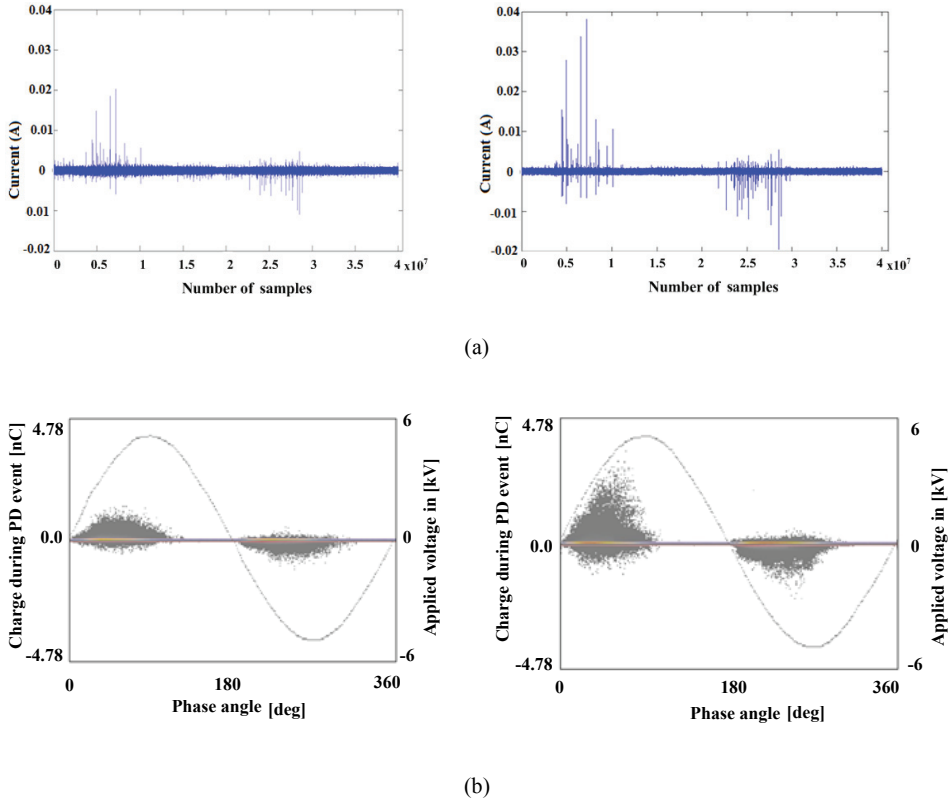 0.04
0.03
0.02
0.01
0
0.01
-0.02
Current (A)
0 0.5 1 1.5 2 2.5 3 3.5 4 x10⁷
Number of samples
0.04
0.03
0.02
0.01
0
-0.01
-0.02
Current (A)
0 0.5 1 1.5 2 2.5 3 3.5 4 x10⁷
Number of samples
(a)
Charge during PD event [nC]
4.78
0.0
-4.78
6
0
-6
Applied voltage in [kV]
0 180 360
Phase angle [deg]
Charge during PD event [nC]
4.78
0.0
-4.78
6
0
-6
Applied voltage in [kV]
0 180 360
Phase angle [deg]
(b)